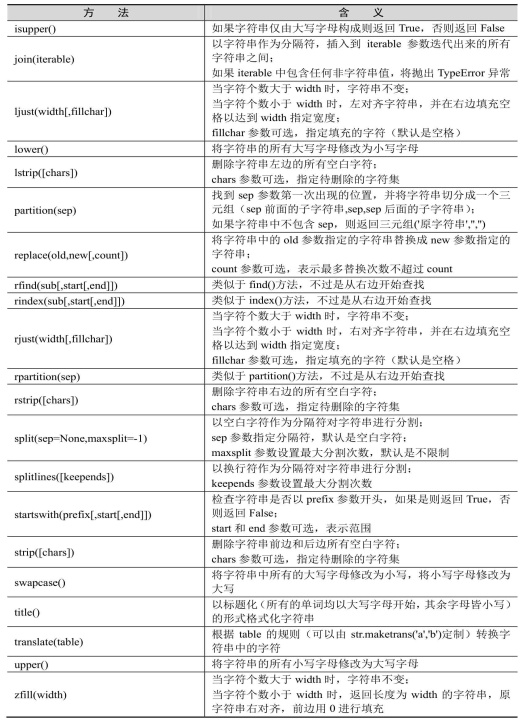 方　法	含　义
isupper()	如果字符串仅由大写字母构成则返回 True，否则返回 False
join(iterable)	以字符串作为分隔符，插入到 iterable 参数迭代出来的所有
字符串之间；
如果 iterable 中包含任何非字符串值，将抛出 TypeError 异常
ljust(width[,fillchar])	当字符个数大于 width 时，字符串不变；
当字符个数小于 width 时，左对齐字符串，并在右边填充空
格以达到 width 指定宽度；
fillchar 参数可选，指定填充的字符（默认是空格）
lower()	将字符串的所有大写字母修改为小写字母
lstrip([chars])	删除字符串左边的所有空白字符；
chars 参数可选，指定待删除的字符集
partition(sep)	找到 sep 参数第一次出现的位置，并将字符串切分成一个三
元组（sep 前面的子字符串,sep,sep 后面的子字符串）；
如果字符串中不包含 sep，则返回三元组('原字符串','','')
replace(old,new[,count])	将字符串中的 old 参数指定的字符串替换成 new 参数指定的
字符串；
count 参数可选，表示最多替换次数不超过 count
rfind(sub[,start[,end]])	类似于 find()方法，不过是从右边开始查找
rindex(sub[,start[,end]])	类似于 index()方法，不过是从右边开始查找
rjust(width[,fillchar])	当字符个数大于 width 时，字符串不变；
当字符个数小于 width 时，右对齐字符串，并在右边填充空
格以达到 width 指定宽度；
fillchar 参数可选，指定填充的字符（默认是空格）
rpartition(sep)	类似于 partition()方法，不过是从右边开始查找
rstrip([chars])	删除字符串右边的所有空白字符；
chars 参数可选，指定待删除的字符集
split(sep=None,maxsplit=-1)	以空白字符作为分隔符对字符串进行分割；
sep 参数指定分隔符，默认是空白字符；
maxsplit 参数设置最大分割次数，默认是不限制
splitlines([keepends])	以换行符作为分隔符对字符串进行分割；
keepends 参数设置最大分割次数
startswith(prefix[,start[,end]])	检查字符串是否以 prefix 参数开头，如果是则返回 True，否
则返回 False；
start 和 end 参数可选，表示范围
strip([chars])	删除字符串前边和后边所有空白字符；
chars 参数可选，指定待删除的字符集
swapcase()	将字符串中所有的大写字母修改为小写，将小写字母修改为
大写
title()	以标题化（所有的单词均以大写字母开始，其余字母皆小写）
的形式格式化字符串
translate(table)	根据 table 的规则（可以由 str.maketrans('a','b')定制）转换字
符串中的字符
upper()	将字符串的所有小写字母修改为大写字母
zfill(width)	当字符个数大于 width 时，字符串不变；
当字符个数小于 width 时，返回长度为 width 的字符串，原
字符串右对齐，前边用 0 进行填充